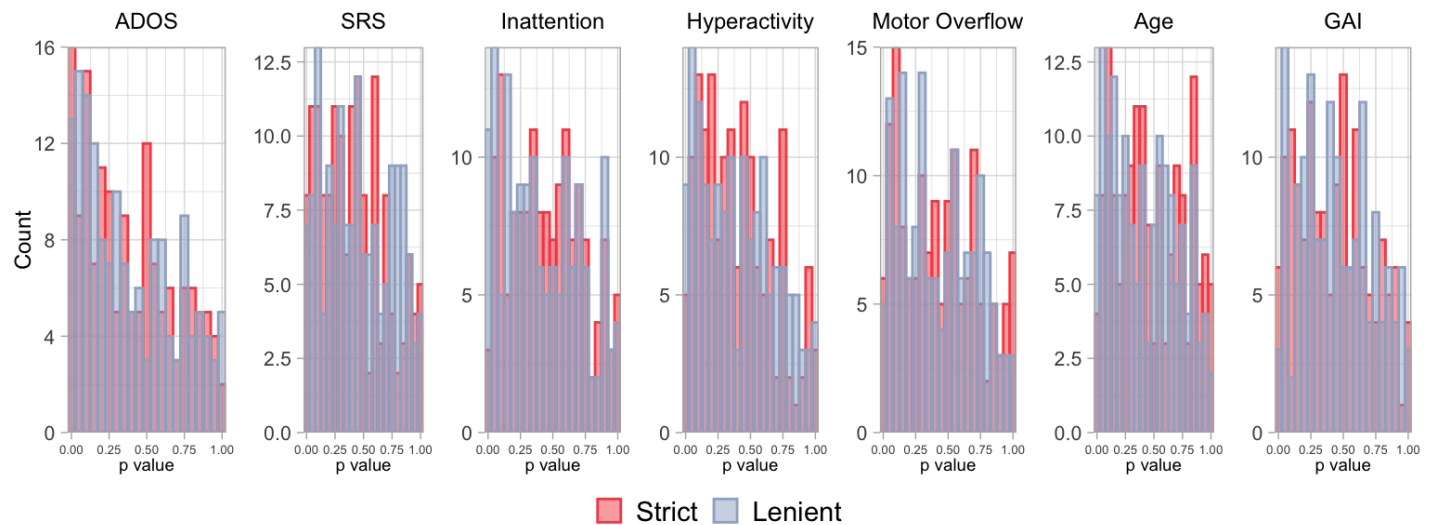 ADOS SRS Inattention Hyperactivity Motor Overflow Age GAI
Count
16
12
8
4
0
0.00 0.25 0.50 0.75 1.00
p value
12.5
10.0
7.5
5.0
2.5
0.0
0.00 0.25 0.50 0.75 1.00
p value
10
5
0
0.00 0.25 0.50 0.75 1.00
p value
10
5
0
0.00 0.25 0.50 0.75 1.00
p value
15
10
5
0
0.00 0.25 0.50 0.75 1.00
p value
12.5
10.0
7.5
5.0
2.5
0.0
0.00 0.25 0.50 0.75 1.00
p value
10
5
0
0.00 0.25 0.50 0.75 1.00
p value
Strict Lenient